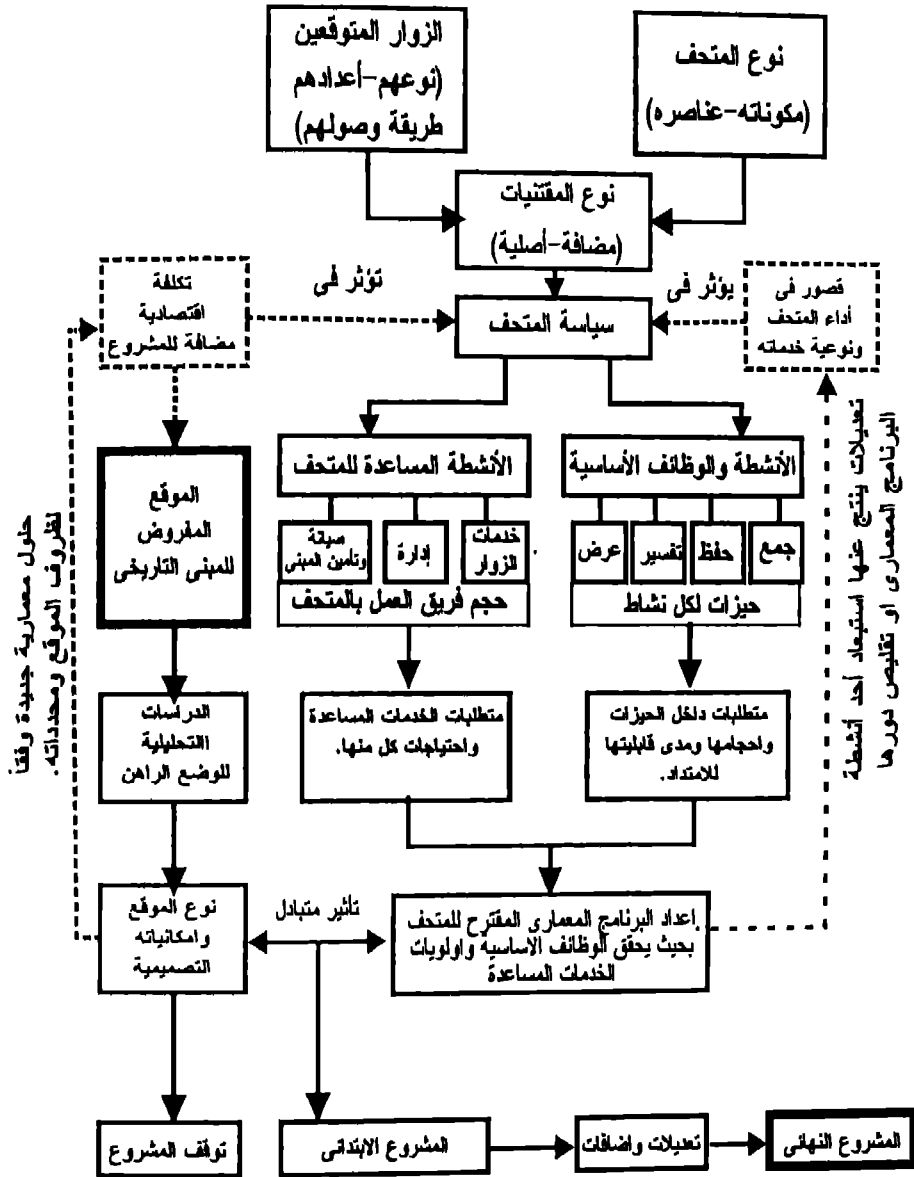 الزوار المتوقعين
(نوعهم-أعدادهم
طريقة وصولهم)
نوع المتحف
(مكوناته-عناصره)
نوع المقتنيات
(مضافة-أصلية)
تكلفة
اقتصادية
مضافة للمشروع
تؤثر فى
سياسة المتحف
يؤثر فى
قصور فى
أداء المتحف
ونوعية خدماته
الأنشطة والوظائف الأساسية
جمع
حفظ
تفسير
عرض
حيزات لكل نشاط
الأنشطة المساعدة للمتحف
خدمات
الزوار
إدارة
صيانة
وتأمين المبنى
حجم فريق العمل بالمتحف
الموقع
المفروض
للمبنى التاريخى
حلول معمارية جديدة وفقاً
لظروف الموقع ومحدداته.
تعديلات ينتج عنها استبعاد أحد أنشطة
البرنامج المعمارى او تقليص دورها
متطلبات داخل الحيزات
واحجامها ومدى قابليتها
للامتداد.
متطلبات الخدمات المساعدة
واحتياجات كل منها.
الدراسات
االتحليلية
للوضع الراهن
نوع الموقع
وامكانياته
التصميمية
تأثير متبادل
إعداد البرنامج المعمارى المقترح للمتحف
بحيث يحقق الوظائف الاساسية واولويات
الخدمات المساعدة
توقف المشروع
المشروع الابتدائى
تعديلات واضافات
المشروع النهائى